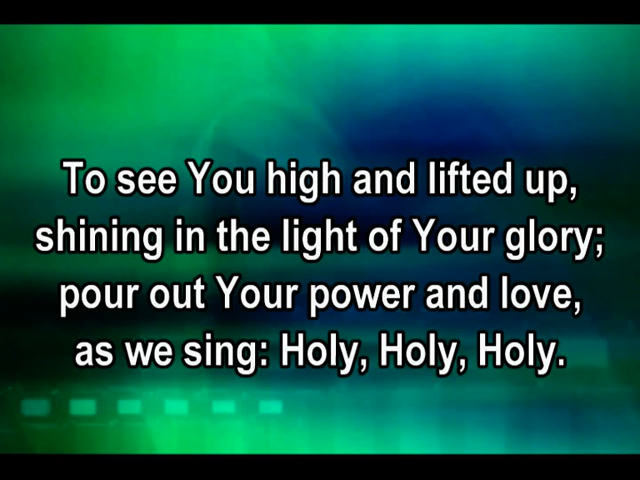 To see You high and lifted up,
shining in the light of Your glory;
pour out Your power and love,
as we sing: Holy, Holy, Holy.